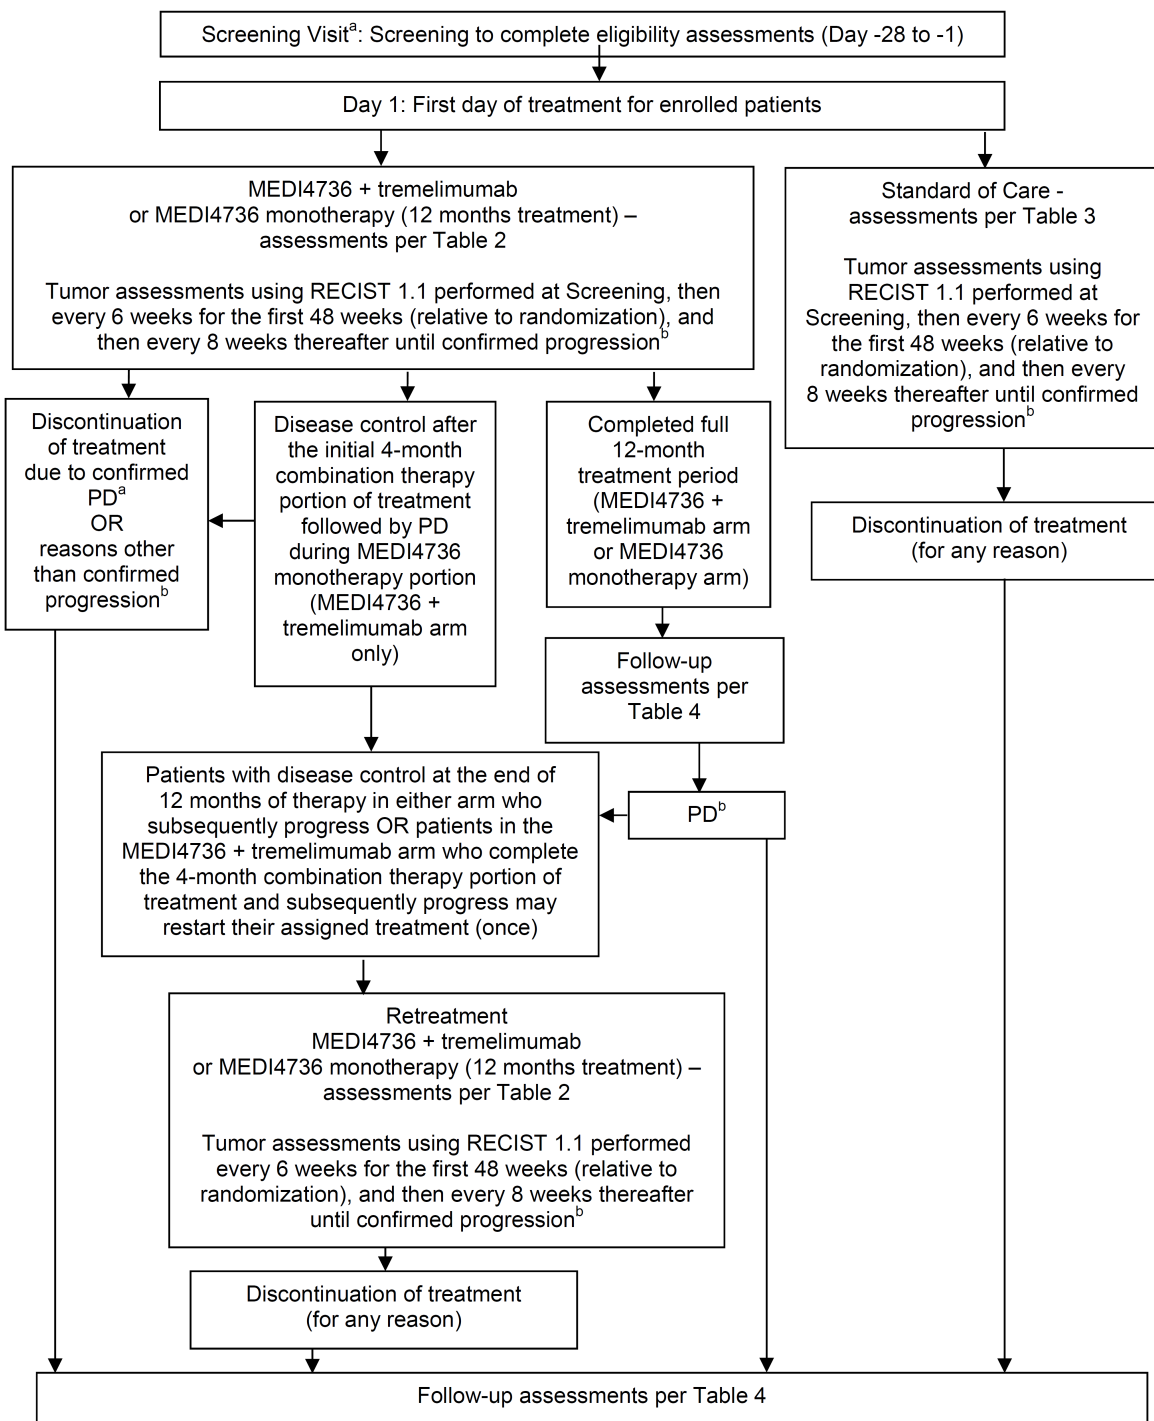 Screening Visitᵃ: Screening to complete eligibility assessments (Day -28 to -1)
Day 1: First day of treatment for enrolled patients
MEDI4736 + tremelimumab
or MEDI4736 monotherapy (12 months treatment) –
assessments per Table 2
Tumor assessments using RECIST 1.1 performed at Screening, then
every 6 weeks for the first 48 weeks (relative to randomization), and
then every 8 weeks thereafter until confirmed progressionᵇ
Standard of Care -
assessments per Table 3
Tumor assessments using
RECIST 1.1 performed at
Screening, then every 6 weeks for
the first 48 weeks (relative to
randomization), and then every
8 weeks thereafter until confirmed
progressionᵇ
Discontinuation
of treatment
due to confirmed
PDᵃ
OR
reasons other
than confirmed
progressionᵇ
Disease control after
the initial 4-month
combination therapy
portion of treatment
followed by PD
during MEDI4736
monotherapy portion
(MEDI4736 +
tremelimumab arm
only)
Completed full
12-month
treatment period
(MEDI4736 +
tremelimumab arm
or MEDI4736
monotherapy arm)
Discontinuation of treatment
(for any reason)
Follow-up
assessments per
Table 4
Patients with disease control at the end of
12 months of therapy in either arm who
subsequently progress OR patients in the
MEDI4736 + tremelimumab arm who complete
the 4-month combination therapy portion of
treatment and subsequently progress may
restart their assigned treatment (once)
PDᵇ
Retreatment
MEDI4736 + tremelimumab
or MEDI4736 monotherapy (12 months treatment) –
assessments per Table 2
Tumor assessments using RECIST 1.1 performed
every 6 weeks for the first 48 weeks (relative to
randomization), and then every 8 weeks thereafter
until confirmed progressionᵇ
Discontinuation of treatment
(for any reason)
Follow-up assessments per Table 4